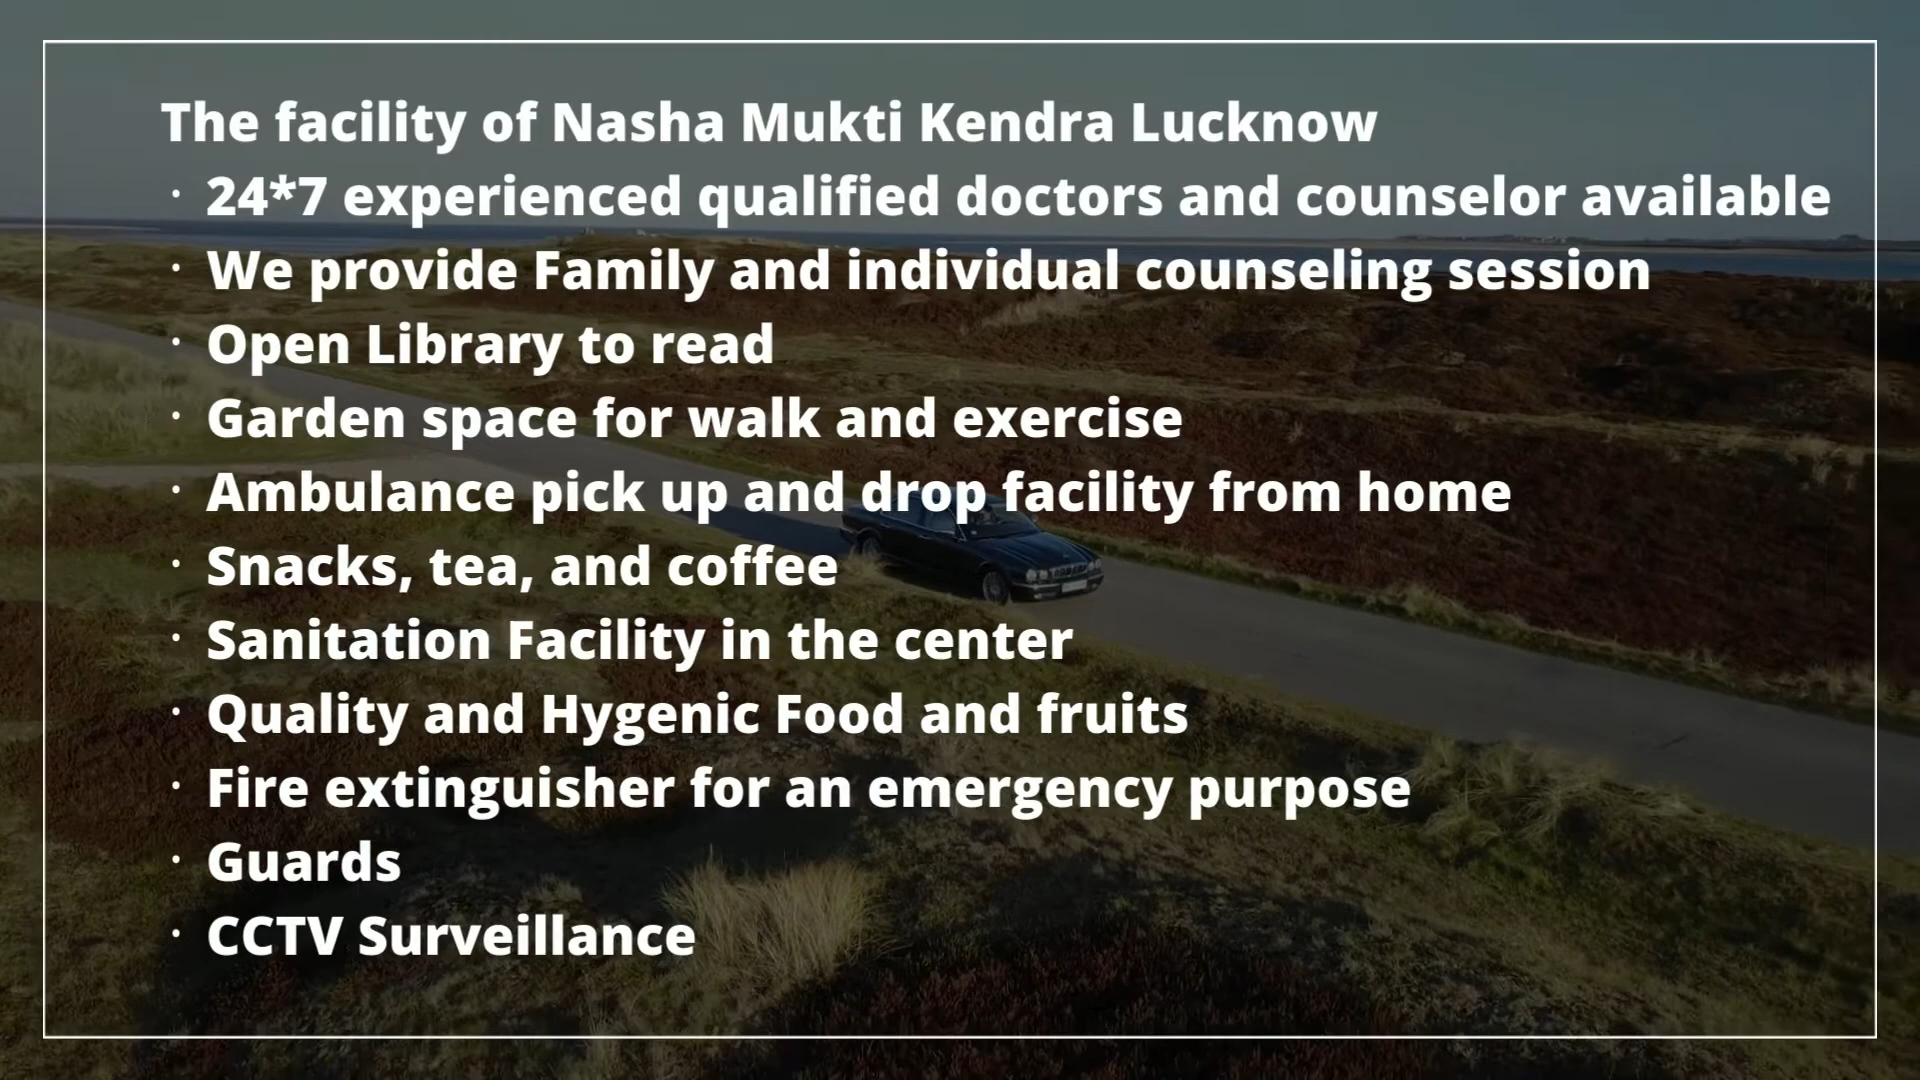 The facility of Nasha Mukti Kendra Lucknow
· 24*7 experienced qualified doctors and counselor available
· We provide Family and individual counseling session
· Open Library to read
· Garden space for walk and exercise
· Ambulance pick up and drop facility from home
· Snacks, tea, and coffee
· Sanitation Facility in the center
· Quality and Hygenic Food and fruits
· Fire extinguisher for an emergency purpose
· Guards
· CCTV Surveillance